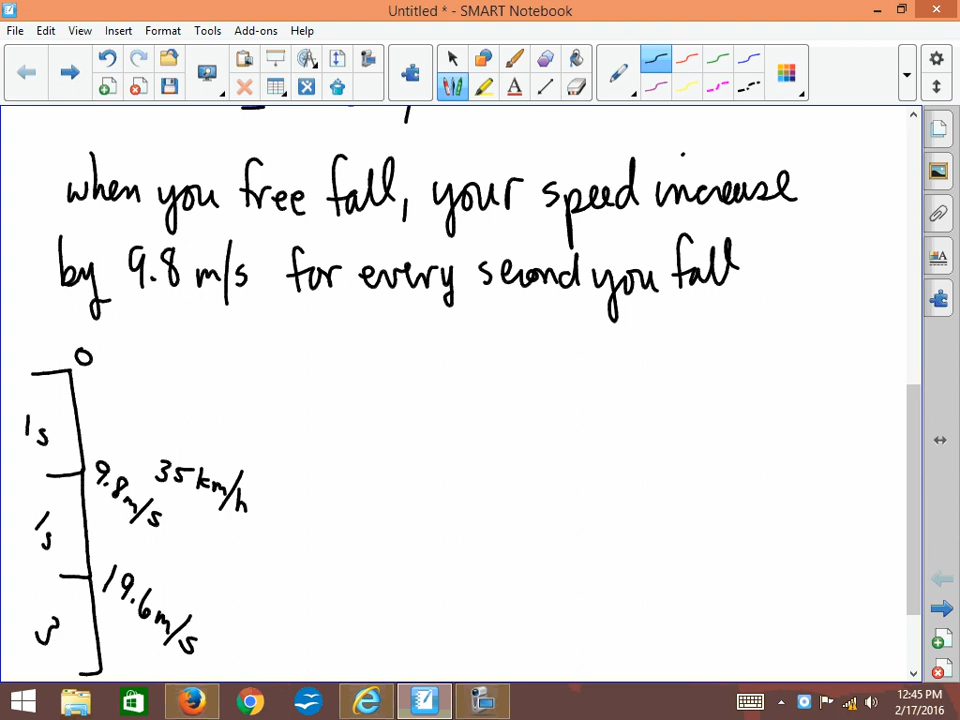 Untitled * - SMART Notebook
File Edit View Insert Format Tools Add-ons Help
when you free fall, your speed increase
by 9.8 m/s for every second you fall
0
1s
9.8m/s 35km/h
1s
19.6m/s
12:45 PM
2/17/2016